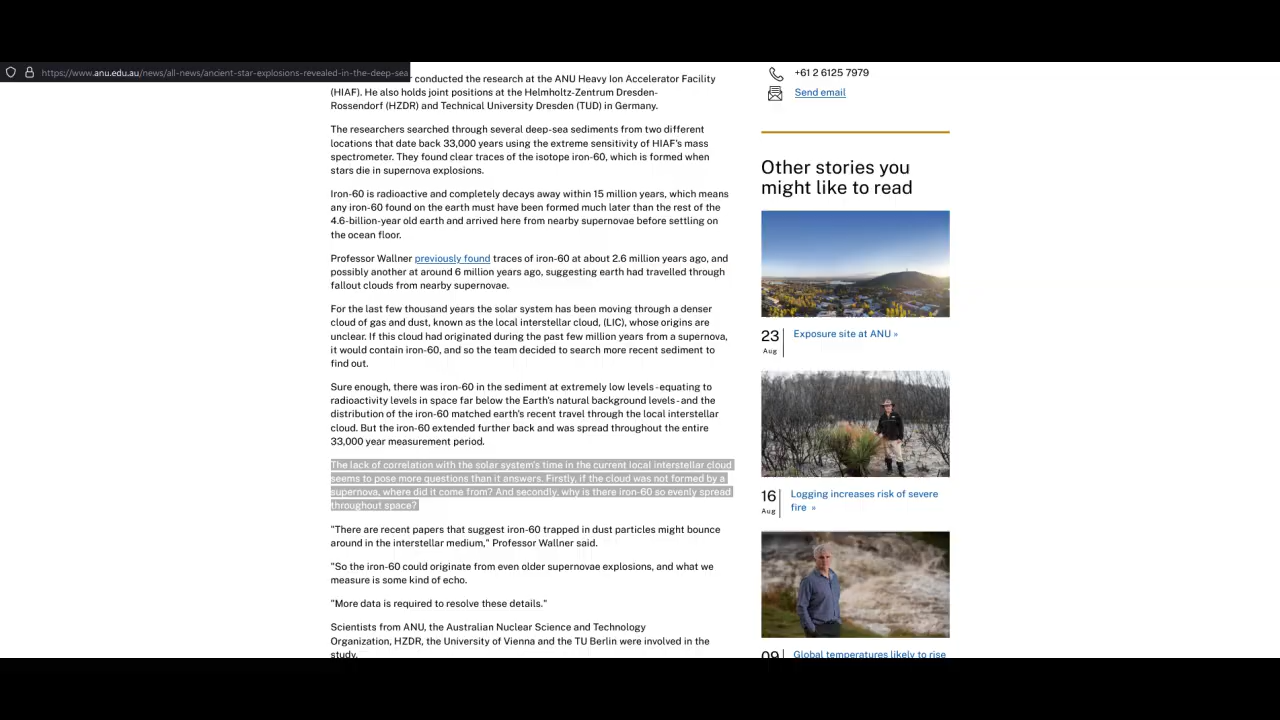 https://www.anu.edu.au/news/all-news/ancient-star-explosions-revealed-in-the-deep-sea
conducted the research at the ANU Heavy Ion Accelerator Facility
(HIAF). He also holds joint positions at the Helmholtz-Zentrum Dresden-
Rossendorf (HZDR) and Technical University Dresden (TUD) in Germany.
The researchers searched through several deep-sea sediments from two different
locations that date back 33,000 years using the extreme sensitivity of HIAF's mass
spectrometer. They found clear traces of the isotope iron-60, which is formed when
stars die in supernova explosions.
Iron-60 is radioactive and completely decays away within 15 million years, which means
any iron-60 found on the earth must have been formed much later than the rest of the
4.6-billion-year old earth and arrived here from nearby supernovae before settling on
the ocean floor.
Professor Wallner previously found traces of iron-60 at about 2.6 million years ago, and
possibly another at around 6 million years ago, suggesting earth had travelled through
fallout clouds from nearby supernovae.
For the last few thousand years the solar system has been moving through a denser
cloud of gas and dust, known as the local interstellar cloud, (LIC), whose origins are
unclear. If this cloud had originated during the past few million years from a supernova,
it would contain iron-60, and so the team decided to search more recent sediment to
find out.
Sure enough, there was iron-60 in the sediment at extremely low levels - equating to
radioactivity levels in space far below the Earth's natural background levels - and the
distribution of the iron-60 matched earth's recent travel through the local interstellar
cloud. But the iron-60 extended further back and was spread throughout the entire
33,000 year measurement period.
The lack of correlation with the solar system's time in the current local interstellar cloud
seems to pose more questions than it answers. Firstly, if the cloud was not formed by a
supernova, where did it come from? And secondly, why is there iron-60 so evenly spread
throughout space?
"There are recent papers that suggest iron-60 trapped in dust particles might bounce
around in the interstellar medium," Professor Wallner said.
"So the iron-60 could originate from even older supernovae explosions, and what we
measure is some kind of echo.
"More data is required to resolve these details."
Scientists from ANU, the Australian Nuclear Science and Technology
Organization, HZDR, the University of Vienna and the TU Berlin were involved in the
study.
+61 2 6125 7979
Send email
Other stories you
might like to read
23
Aug
Exposure site at ANU »
16
Aug
Logging increases risk of severe
fire »
09
Global temperatures likely to rise